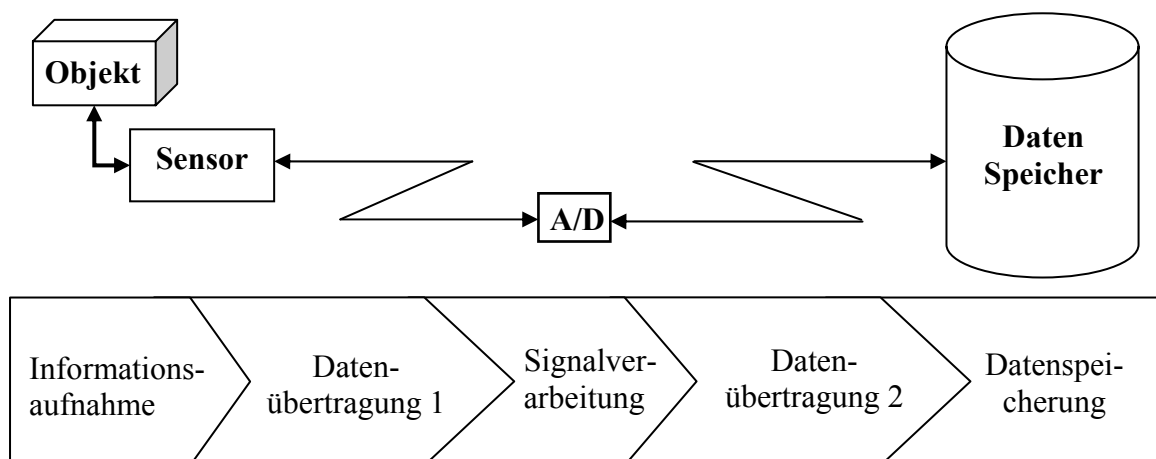 Objekt
Sensor
A/D
Daten
Speicher
Informations-
aufnahme
Daten-
übertragung 1
Signalver-
arbeitung
Daten-
übertragung 2
Datenspei-
cherung